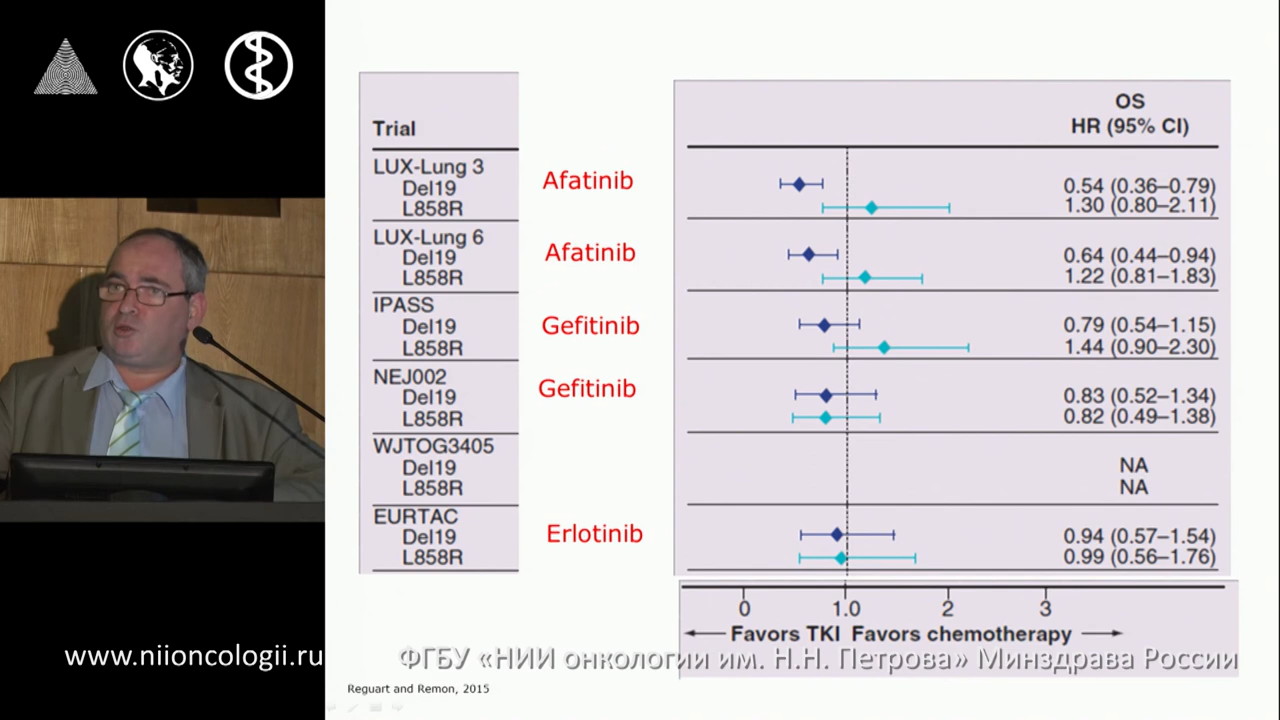 Trial
OS
HR (95% CI)
LUX-Lung 3
Afatinib
Del19
0.54 (0.36–0.79)
L858R
1.30 (0.80–2.11)
LUX-Lung 6
Afatinib
Del19
0.64 (0.44–0.94)
L858R
1.22 (0.81–1.83)
IPASS
Gefitinib
Del19
0.79 (0.54–1.15)
L858R
1.44 (0.90–2.30)
NEJ002
Gefitinib
Del19
0.83 (0.52–1.34)
L858R
0.82 (0.49–1.38)
WJTOG3405
Del19
NA
L858R
NA
EURTAC
Erlotinib
Del19
0.94 (0.57–1.54)
L858R
0.99 (0.56–1.76)
0 1.0 2 3
Favors TKI Favors chemotherapy
www.niioncologii.ru
ФГБУ «НИИ онкологии им. Н.Н. Петрова» Минздрава России
Reguart and Remon, 2015